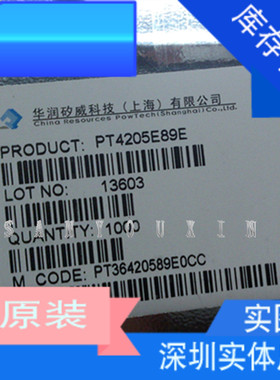 库存
华润矽威科技（上海）有限公司
China Resources PowTech(Shanghai)Co.,Ltd.
PRODUCT: PT4205E89E
LOT NO: 13603
SANYUXIN
QUANTITY: 1000
M CODE: PT36420589E0CC
原装
实
深圳实体